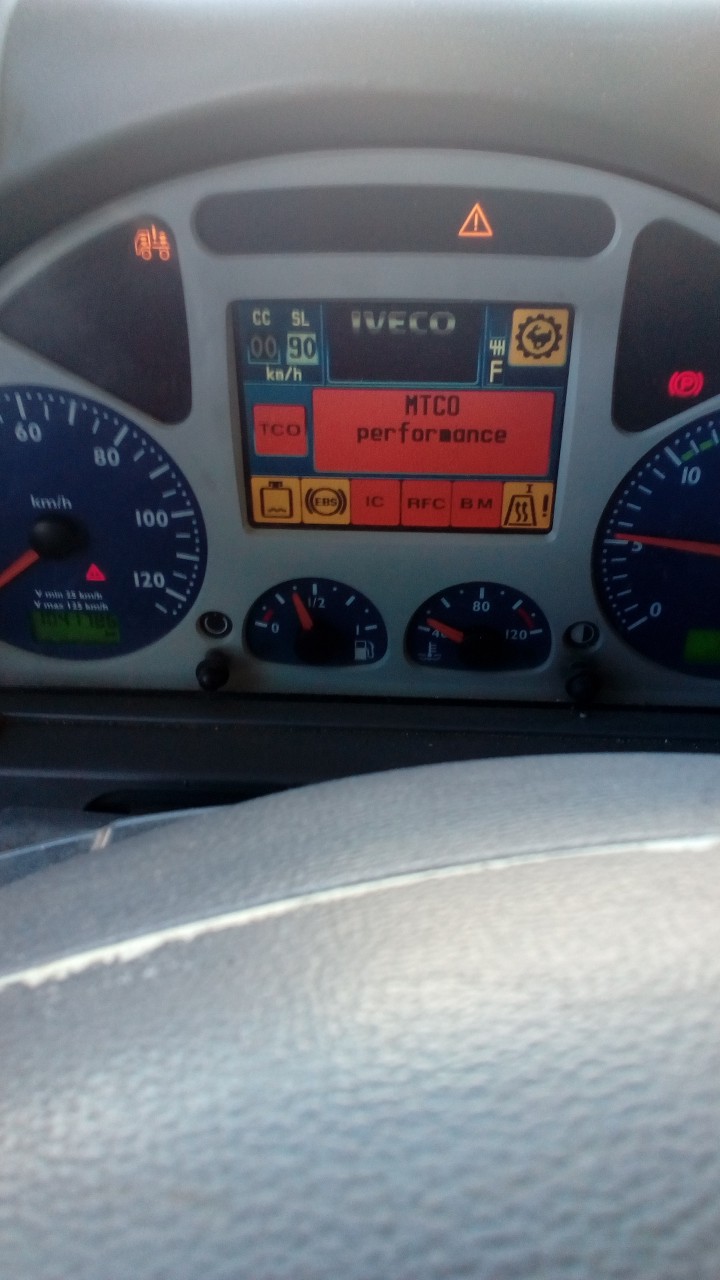 CC SL
00 90
km/h
IVECO
F
TCO
MTCO
performance
EBS
IC
RFC
BM
!
60
80
100
120
km/h
V min 25 km/h
V max 125 km/h
0
1/2
1
40
80
120
P
10
5
0